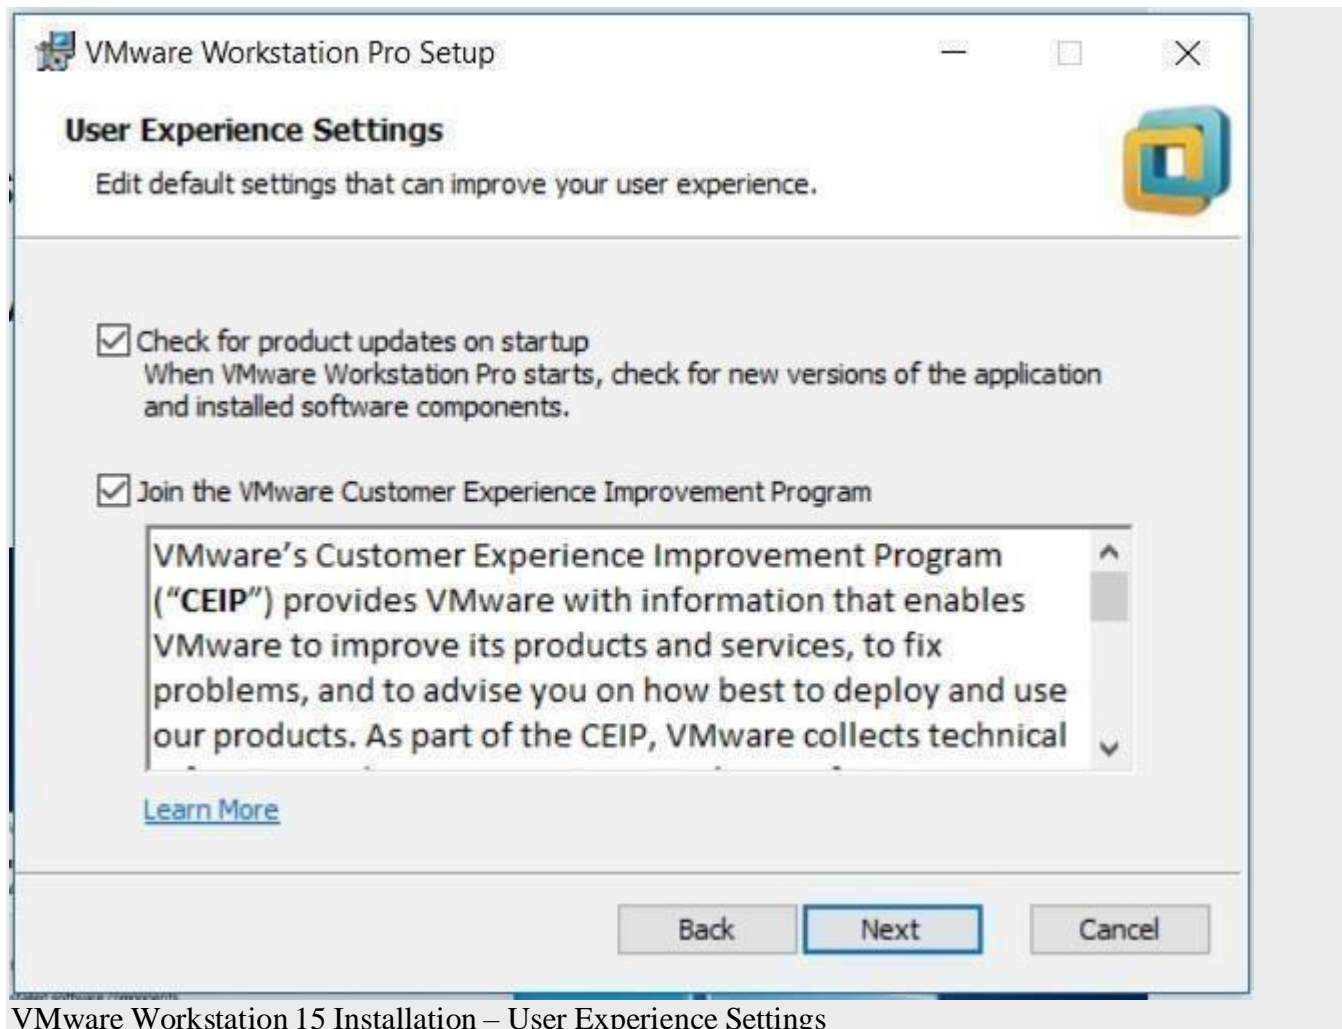 VMware Workstation Pro Setup
User Experience Settings
Edit default settings that can improve your user experience.
Check for product updates on startup
When VMware Workstation Pro starts, check for new versions of the application
and installed software components.
Join the VMware Customer Experience Improvement Program
VMware’s Customer Experience Improvement Program
(“CEIP”) provides VMware with information that enables
VMware to improve its products and services, to fix
problems, and to advise you on how best to deploy and use
our products. As part of the CEIP, VMware collects technical
Learn More
Back
Next
Cancel
software components
VMware Workstation 15 Installation – User Experience Settings